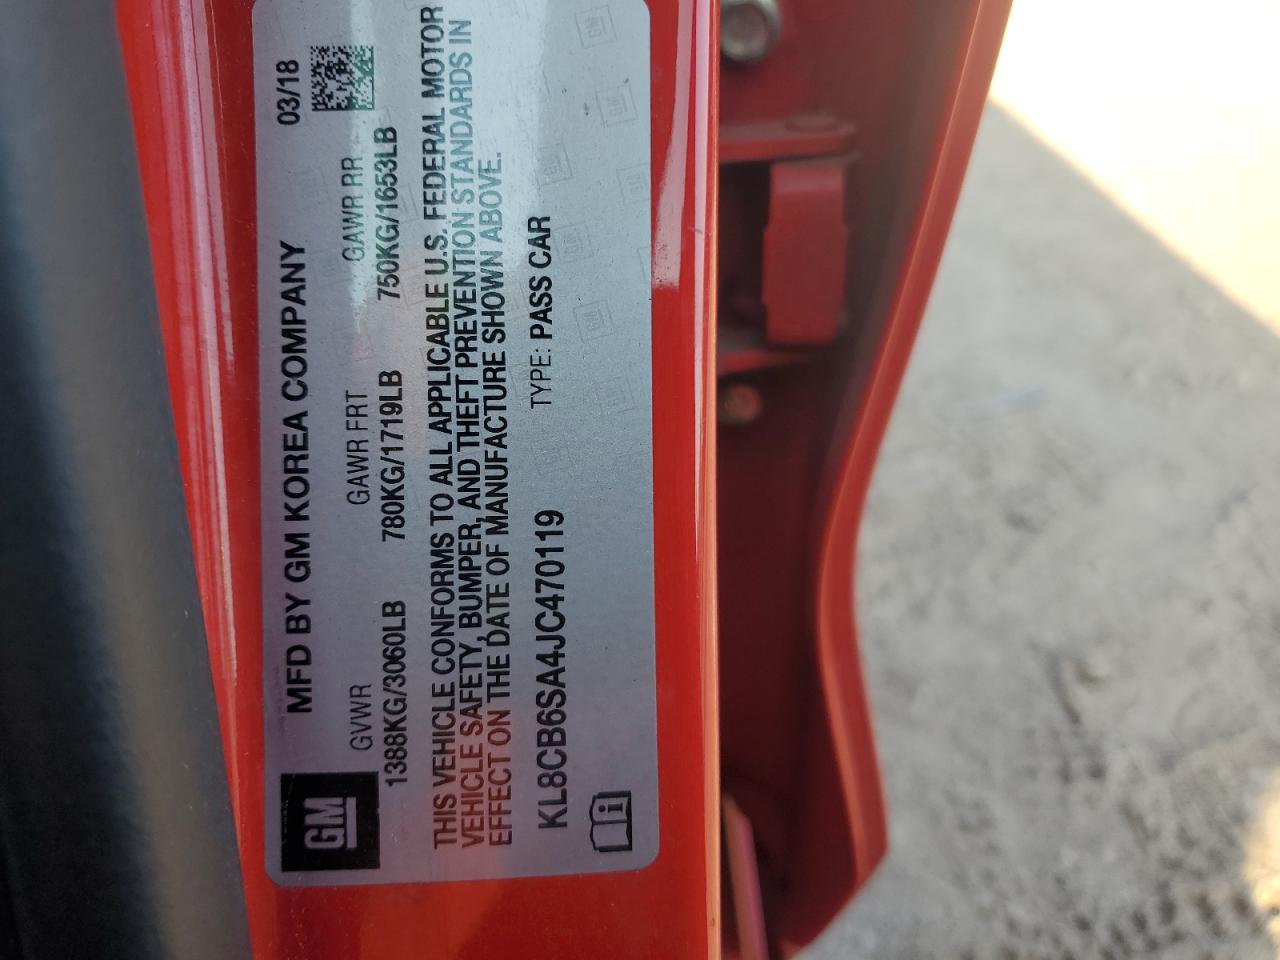 GM
MFD BY GM KOREA COMPANY 03/18
GVWR GAWR FRT GAWR RR
1388KG/3060LB 780KG/1719LB 750KG/1653LB
THIS VEHICLE CONFORMS TO ALL APPLICABLE U.S. FEDERAL MOTOR
VEHICLE SAFETY, BUMPER, AND THEFT PREVENTION STANDARDS IN
EFFECT ON THE DATE OF MANUFACTURE SHOWN ABOVE.
KL8CB6SA4JC470119 TYPE: PASS CAR